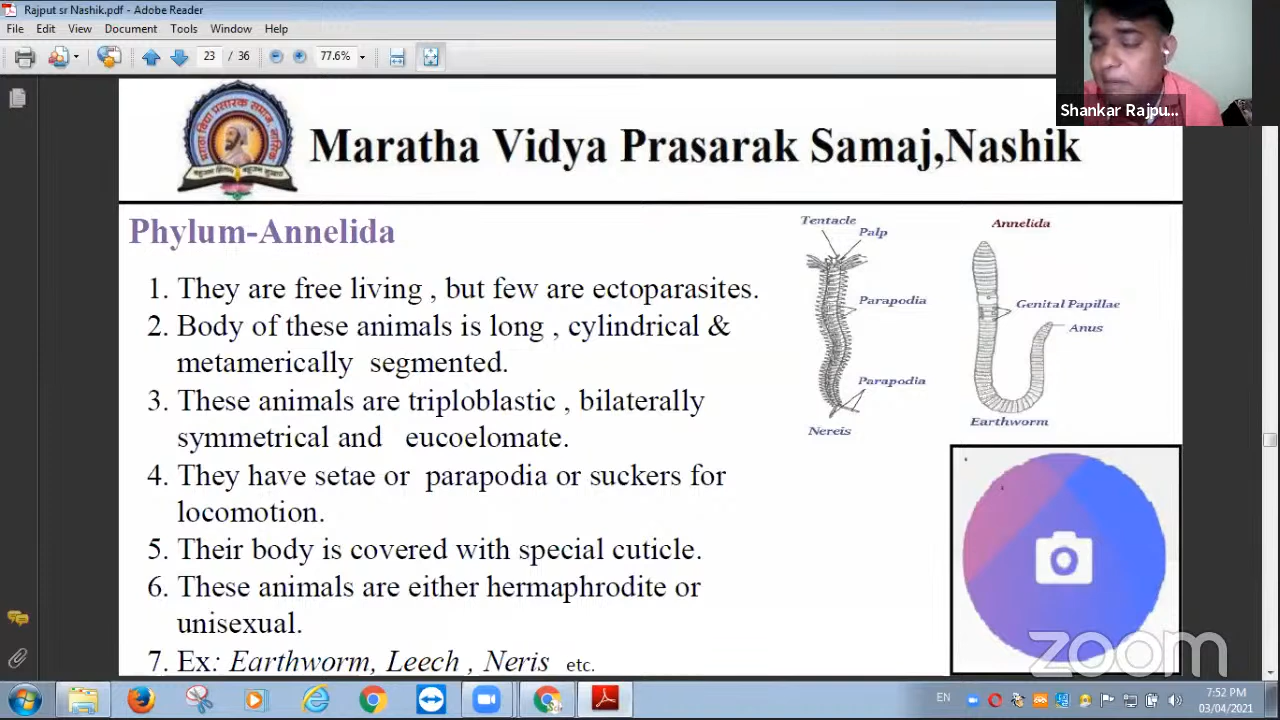 Rajput sr Nashik.pdf - Adobe Reader
File Edit View Document Tools Window Help
23 / 36 77.6%
Shankar Rajpu...
Maratha Vidya Prasarak Samaj,Nashik
Phylum-Annelida
1. They are free living , but few are ectoparasites.
2. Body of these animals is long , cylindrical &
metamerically segmented.
3. These animals are triploblastic , bilaterally
symmetrical and eucoelomate.
4. They have setae or parapodia or suckers for
locomotion.
5. Their body is covered with special cuticle.
6. These animals are either hermaphrodite or
unisexual.
7. Ex: Earthworm, Leech , Neris etc.
Tentacle
Palp
Parapodia
Parapodia
Nereis
Annelida
Genital Papillae
Anus
Earthworm
zoom
EN
7:52 PM
03/04/2021